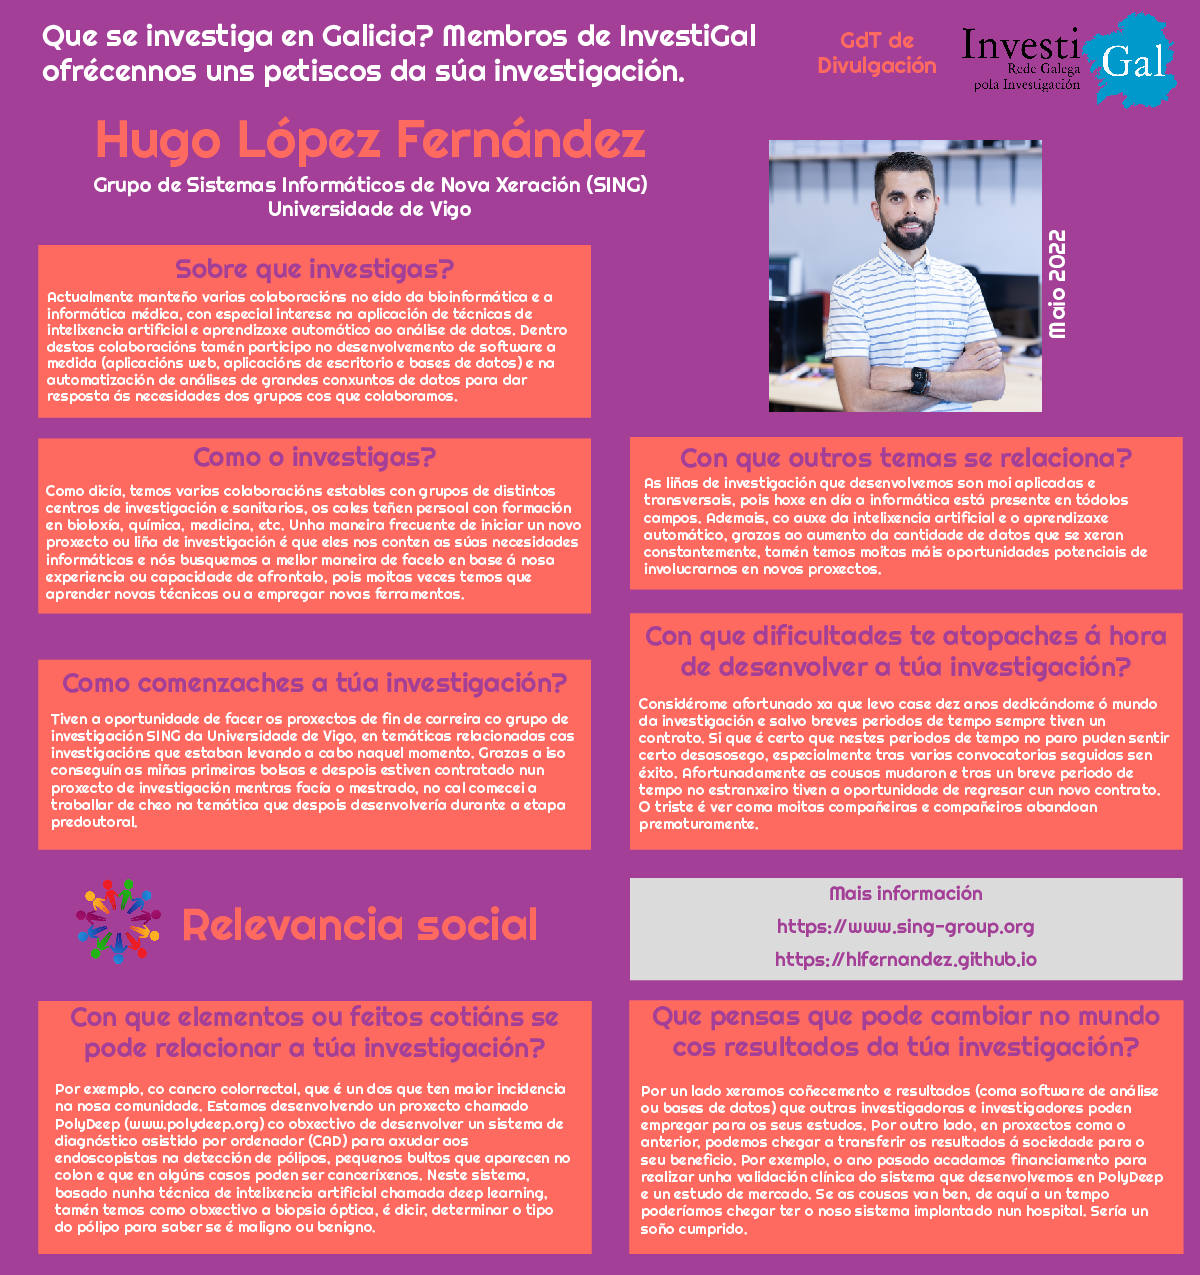 Que se investiga en Galicia? Membros de InvestiGal
ofrécennos uns petiscos da súa investigación.
GdT de
Divulgación
Investi
Gal
Rede Galega
pola Investigación
Hugo López Fernández
Grupo de Sistemas Informáticos de Nova Xeración (SING)
Universidade de Vigo
Maio 2022
Sobre que investigas?
Actualmente manteño varias colaboracións no eido da bioinformática e a
informática médica, con especial interese na aplicación de técnicas de
intelixencia artificial e aprendizaxe automático ao análise de datos. Dentro
destas colaboracións tamén participo no desenvolvemento de software a
medida (aplicacións web, aplicacións de escritorio e bases de datos) e na
automatización de análises de grandes conxuntos de datos para dar
resposta ás necesidades dos grupos cos que colaboramos.
Como o investigas?
Como dicía, temos varias colaboracións estables con grupos de distintos
centros de investigación e sanitarios, os cales teñen persoal con formación
en bioloxía, química, medicina, etc. Unha maneira frecuente de iniciar un novo
proxecto ou liña de investigación é que eles nos conten as súas necesidades
informáticas e nós busquemos a mellor maneira de facelo en base á nosa
experiencia ou capacidade de afrontalo, pois moitas veces temos que
aprender novas técnicas ou a empregar novas ferramentas.
Con que outros temas se relaciona?
As liñas de investigación que desenvolvemos son moi aplicadas e
transversais, pois hoxe en día a informática está presente en tódolos
campos. Ademais, co auxe da intelixencia artificial e o aprendizaxe
automático, grazas ao aumento da cantidade de datos que se xeran
constantemente, tamén temos moitas máis oportunidades potenciais de
involucrarnos en novos proxectos.
Como comenzaches a túa investigación?
Tiven a oportunidade de facer os proxectos de fin de carreira co grupo de
investigación SING da Universidade de Vigo, en temáticas relacionadas cas
investigacións que estaban levando a cabo naquel momento. Grazas a iso
conseguín as miñas primeiras bolsas e despois estiven contratado nun
proxecto de investigación mentras facía o mestrado, no cal comecei a
traballar de cheo na temática que despois desenvolvería durante a etapa
predoutoral.
Con que dificultades te atopaches á hora
de desenvolver a túa investigación?
Considérome afortunado xa que levo case dez anos dedicándome ó mundo
da investigación e salvo breves periodos de tempo sempre tiven un
contrato. Si que é certo que nestes periodos de tempo no paro puden sentir
certo desasosego, especialmente tras varias convocatorias seguidas sen
éxito. Afortunadamente as cousas mudaron e tras un breve periodo de
tempo no estranxeiro tiven a oportunidade de regresar cun novo contrato.
O triste é ver coma moitas compañeiras e compañeiros abandoan
prematuramente.
Relevancia social
Mais información
https://www.sing-group.org
https://hlfernandez.github.io
Con que elementos ou feitos cotiáns se
pode relacionar a túa investigación?
Por exemplo, co cancro colorrectal, que é un dos que ten maior incidencia
na nosa comunidade. Estamos desenvolvendo un proxecto chamado
PolyDeep (www.polydeep.org) co obxectivo de desenvolver un sistema de
diagnóstico asistido por ordenador (CAD) para axudar aos
endoscopistas na detección de pólipos, pequenos bultos que aparecen no
colon e que en algúns casos poden ser canceríxenos. Neste sistema,
basado nunha técnica de intelixencia artificial chamada deep learning,
tamén temos como obxectivo a biopsia óptica, é dicir, determinar o tipo
do pólipo para saber se é maligno ou benigno.
Que pensas que pode cambiar no mundo
cos resultados da túa investigación?
Por un lado xeramos coñecemento e resultados (coma software de análise
ou bases de datos) que outras investigadoras e investigadores poden
empregar para os seus estudos. Por outro lado, en proxectos coma o
anterior, podemos chegar a transferir os resultados á sociedade para o
seu beneficio. Por exemplo, o ano pasado acadamos financiamento para
realizar unha validación clínica do sistema que desenvolvemos en PolyDeep
e un estudo de mercado. Se as cousas van ben, de aquí a un tempo
poderíamos chegar ter o noso sistema implantado nun hospital. Sería un
soño cumprido.